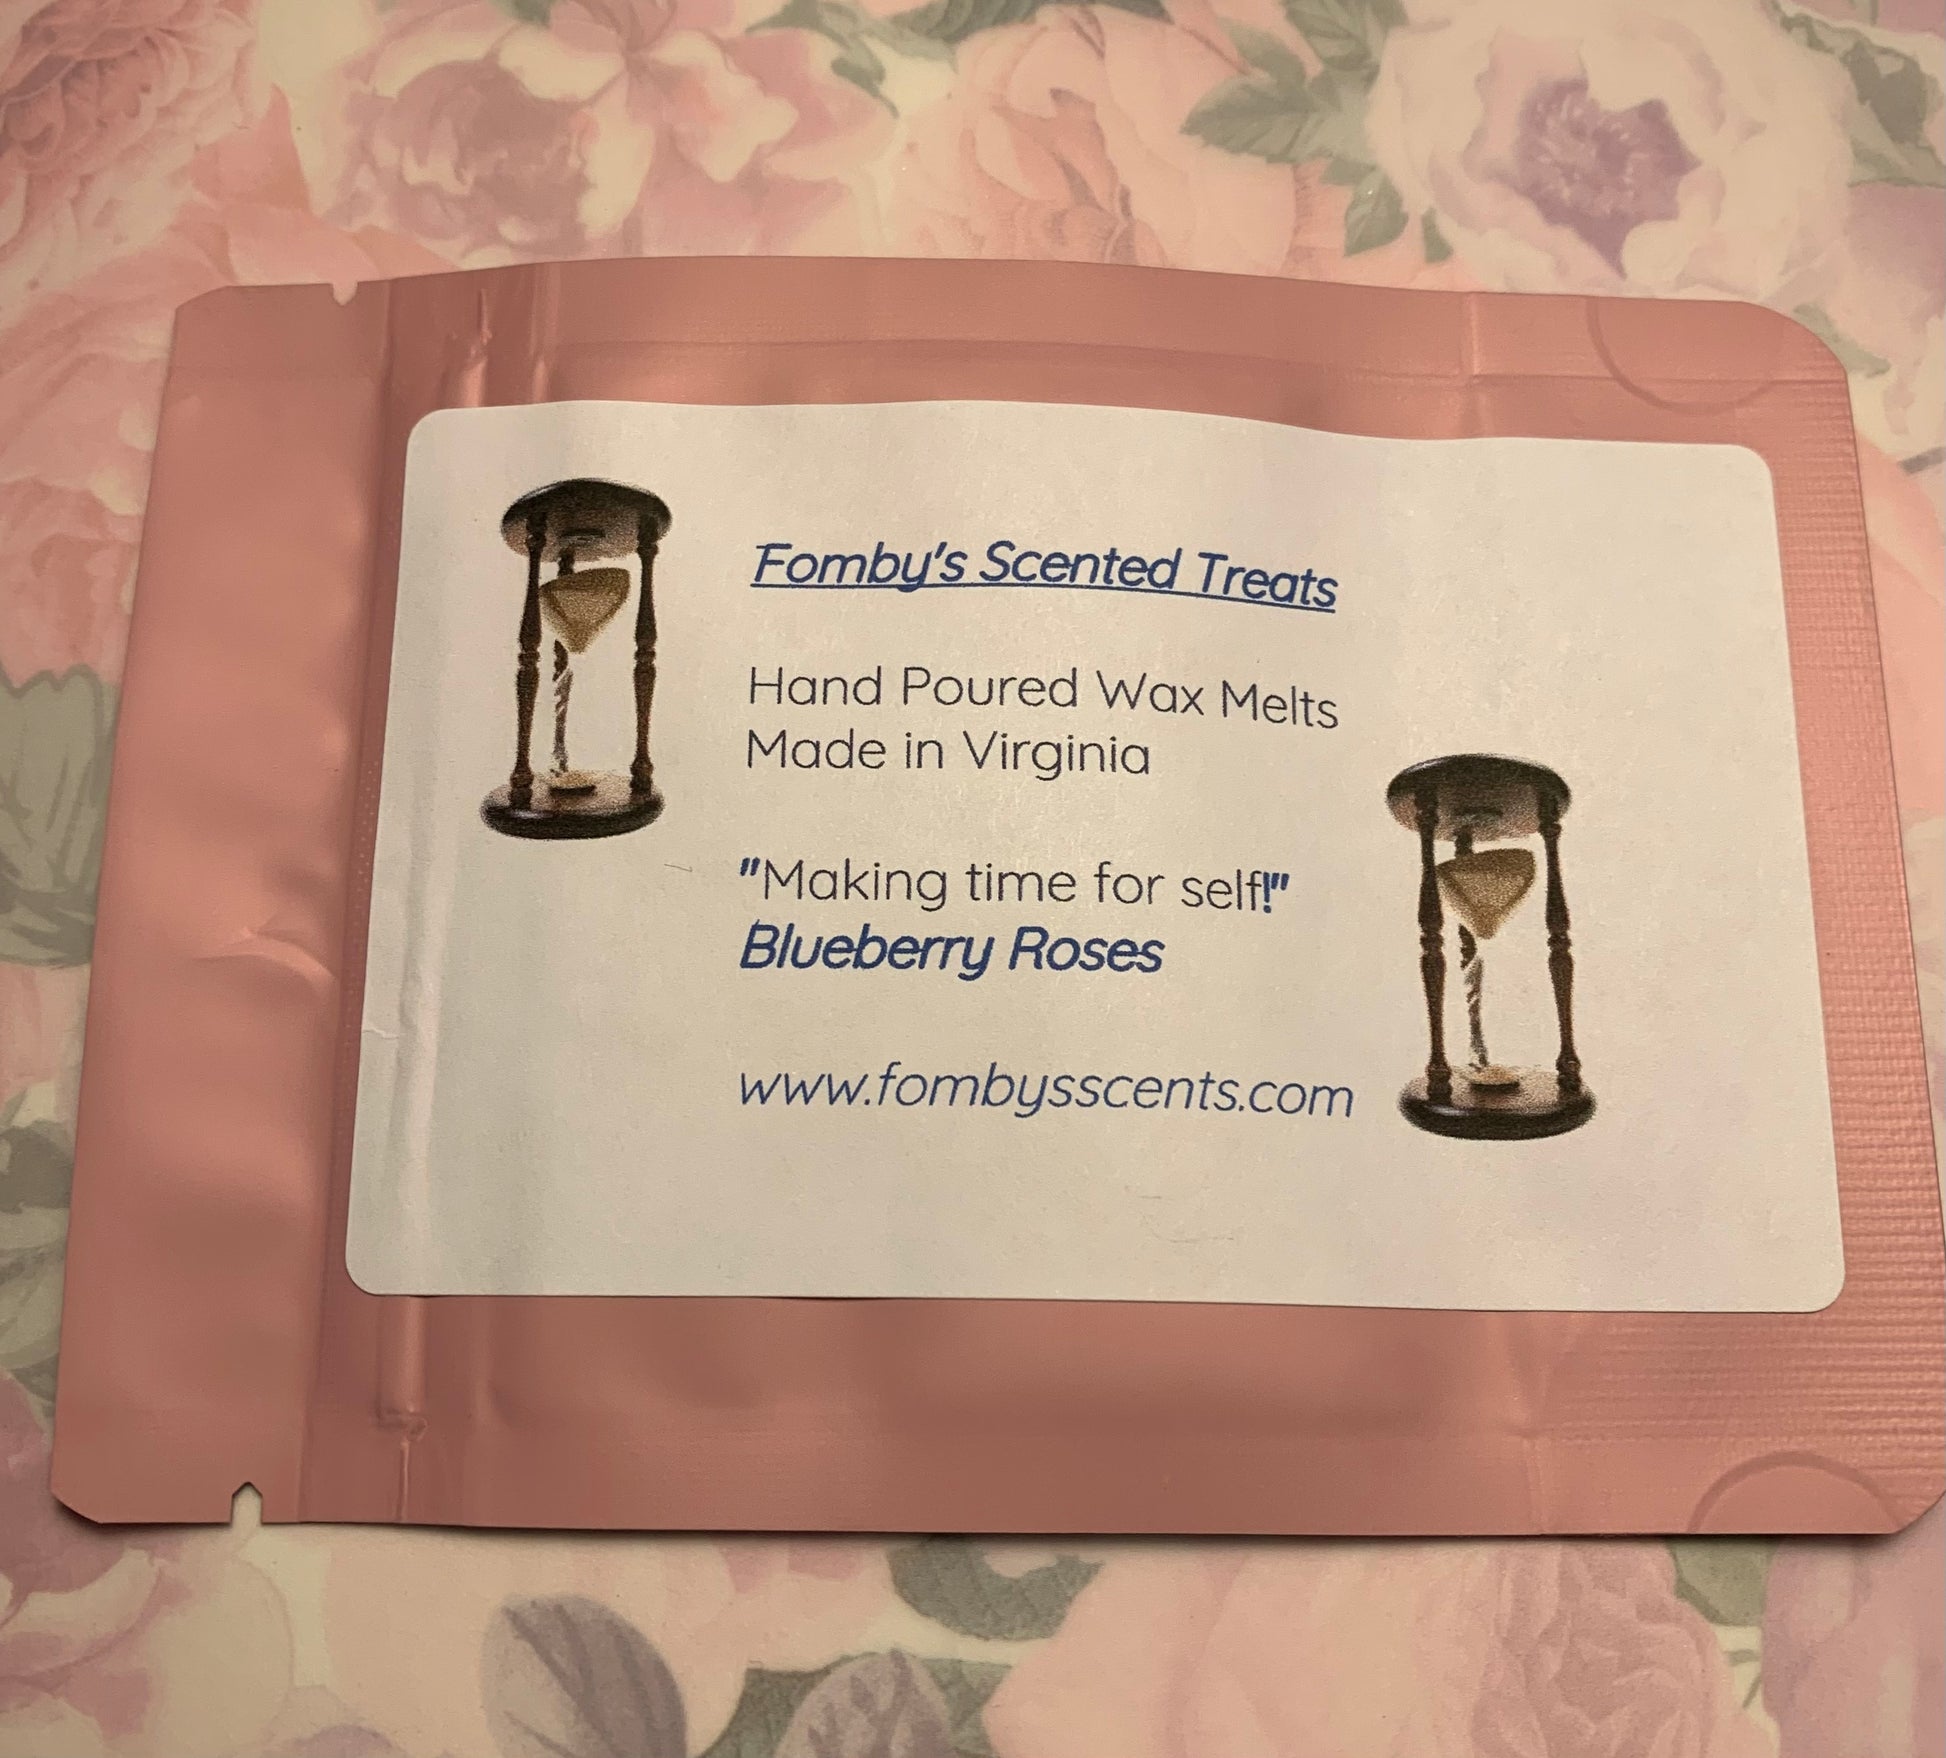 Fomby's Scented Treats
Hand Poured Wax Melts
Made in Virginia
"Making time for self!"
Blueberry Roses
www.fombysscents.com